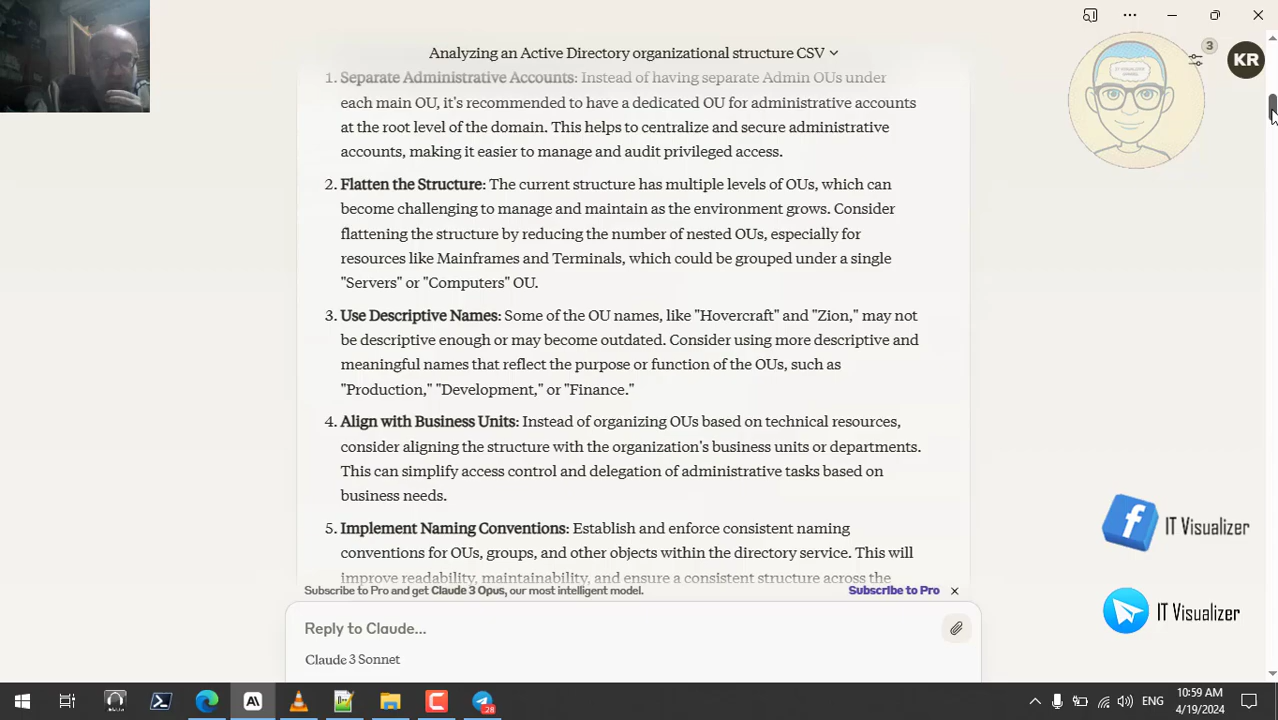 Analyzing an Active Directory organizational structure CSV
3
KR
1. Separate Administrative Accounts: Instead of having separate Admin OUs under
each main OU, it's recommended to have a dedicated OU for administrative accounts
at the root level of the domain. This helps to centralize and secure administrative
accounts, making it easier to manage and audit privileged access.
2. Flatten the Structure: The current structure has multiple levels of OUs, which can
become challenging to manage and maintain as the environment grows. Consider
flattening the structure by reducing the number of nested OUs, especially for
resources like Mainframes and Terminals, which could be grouped under a single
"Servers" or "Computers" OU.
3. Use Descriptive Names: Some of the OU names, like "Hovercraft" and "Zion," may not
be descriptive enough or may become outdated. Consider using more descriptive and
meaningful names that reflect the purpose or function of the OUs, such as
"Production," "Development," or "Finance."
4. Align with Business Units: Instead of organizing OUs based on technical resources,
consider aligning the structure with the organization's business units or departments.
This can simplify access control and delegation of administrative tasks based on
business needs.
5. Implement Naming Conventions: Establish and enforce consistent naming
conventions for OUs, groups, and other objects within the directory service. This will
improve readability, maintainability, and ensure a consistent structure across the
Subscribe to Pro and get Claude 3 Opus, our most intelligent model.
Subscribe to Pro
Reply to Claude...
Claude 3 Sonnet
IT Visualizer
IT Visualizer
28
ENG
10:59 AM
4/19/2024